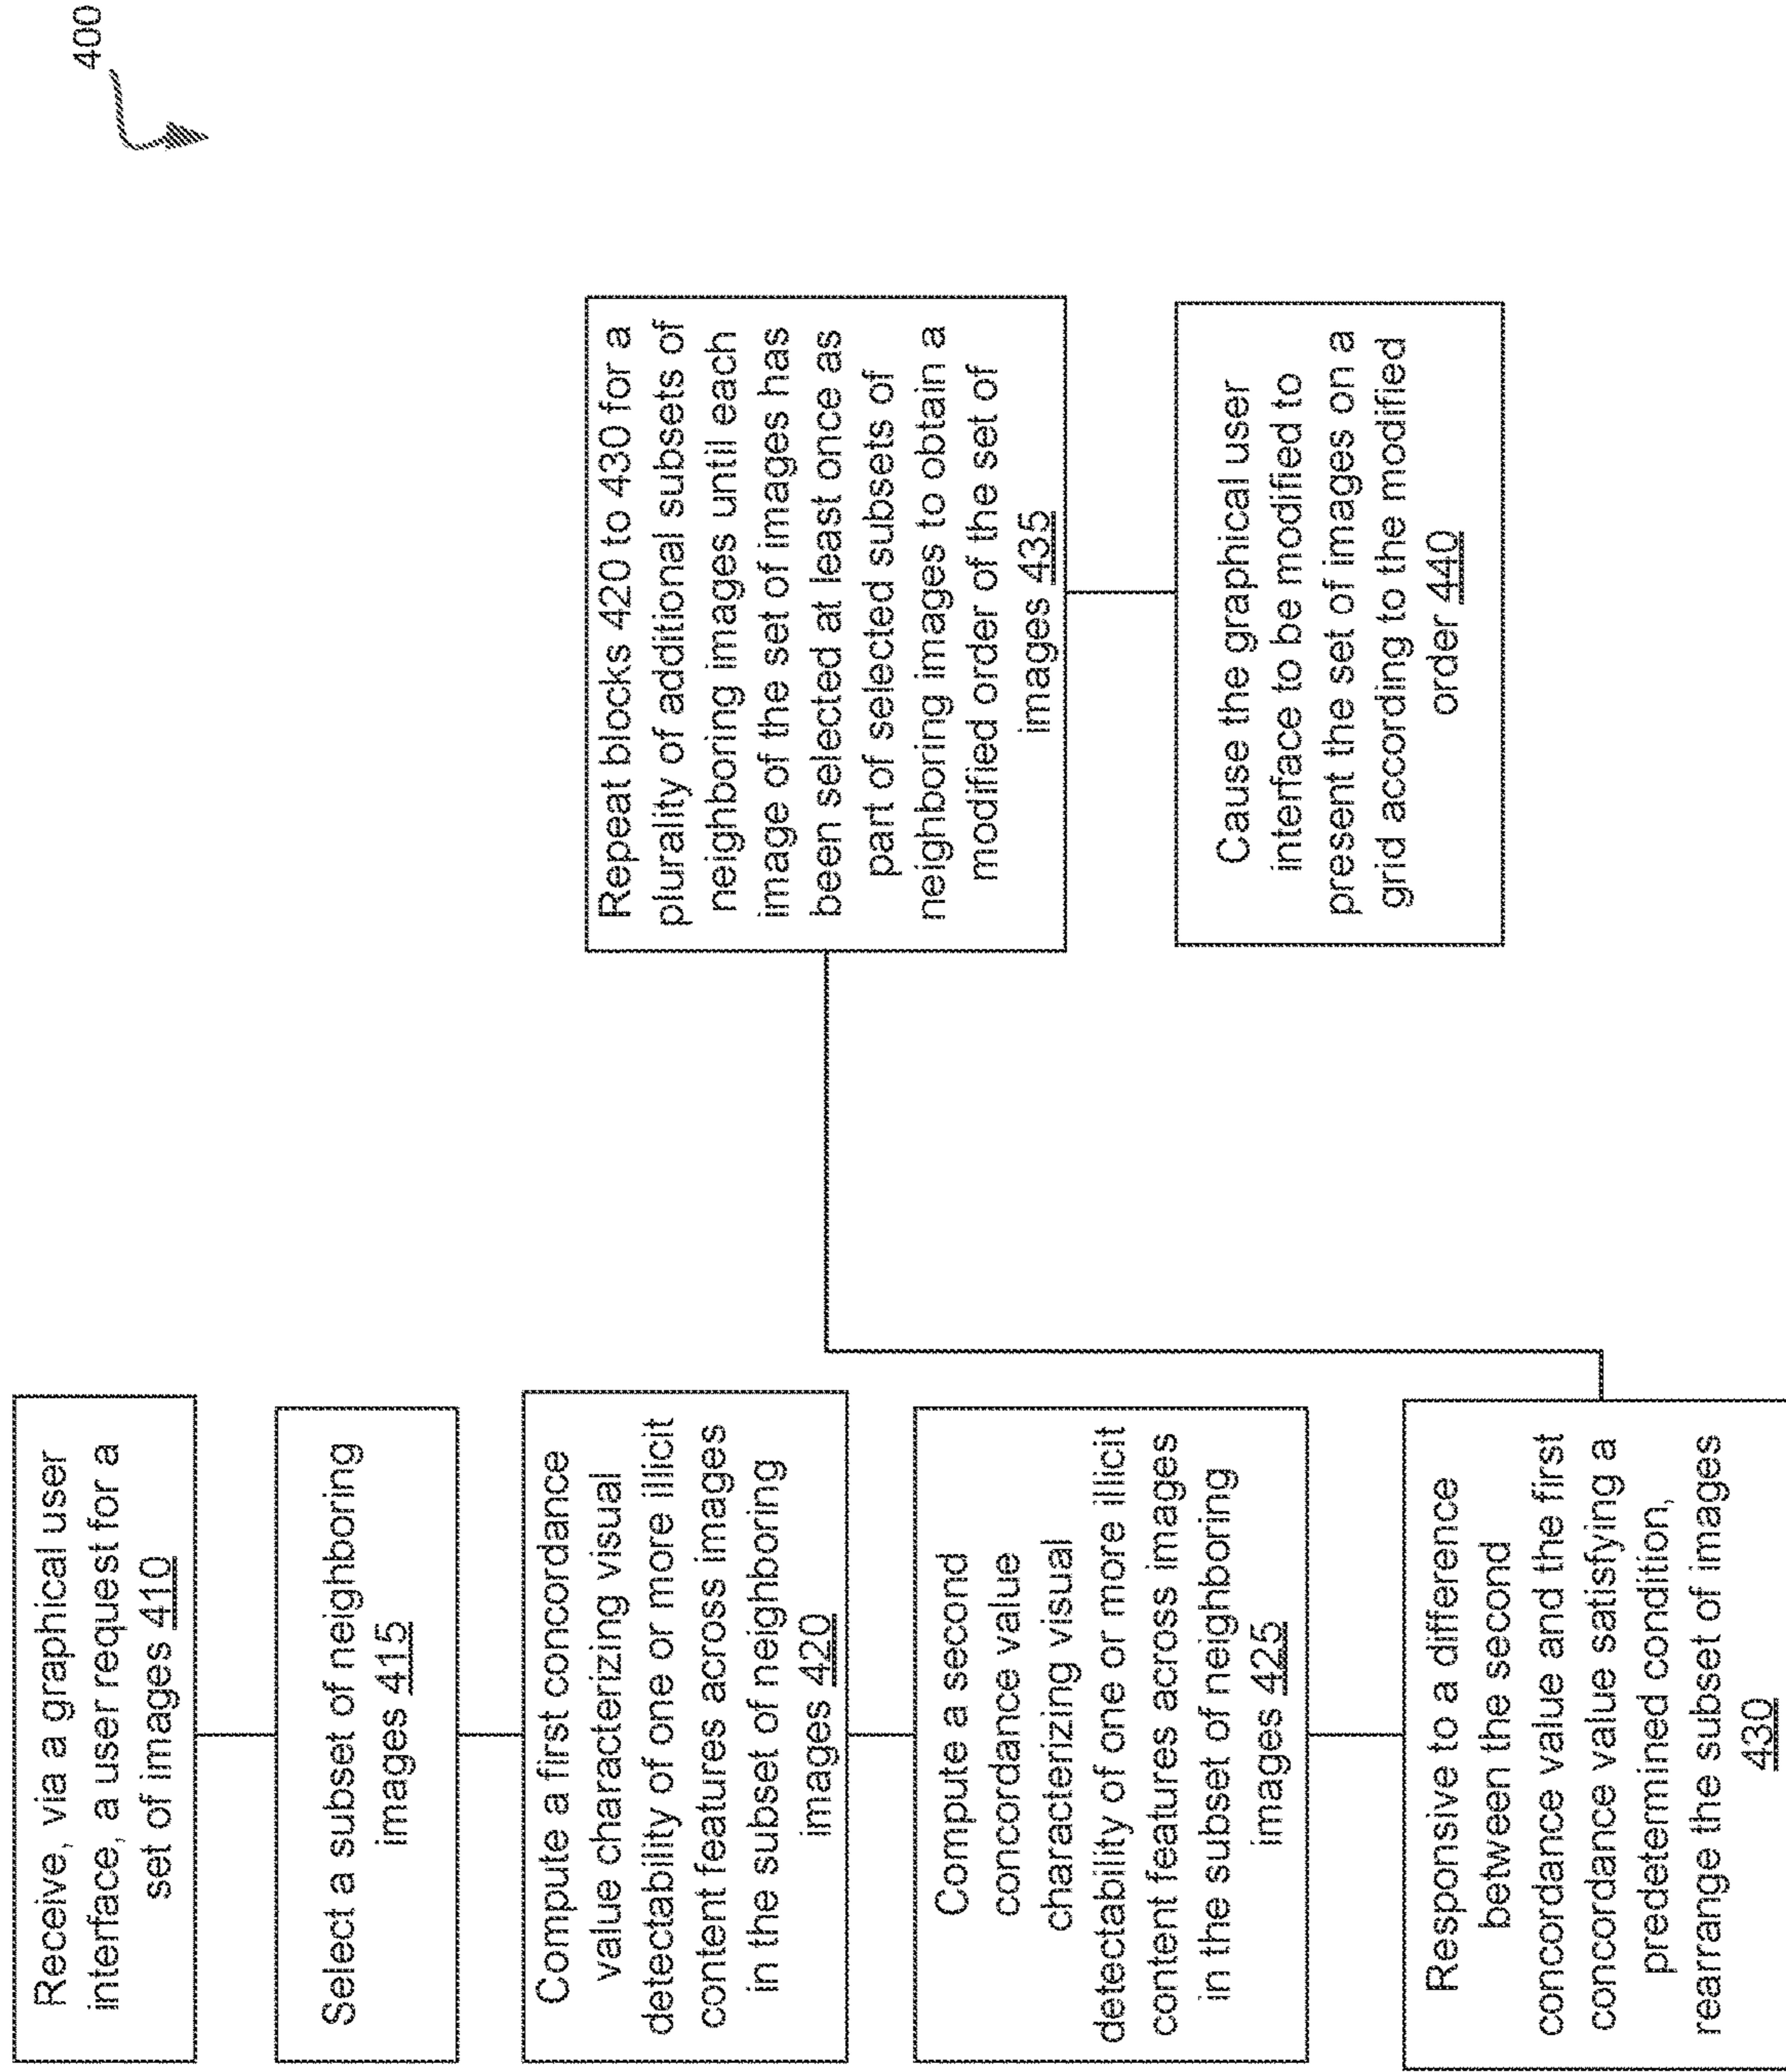 400
Receive, via a graphical user
interface, a user request for a
set of images 410
Select a subset of neighboring
images 415
Compute a first concordance
value characterizing visual
detectability of one or more illicit
content features across images
in the subset of neighboring
images 420
Compute a second
concordance value
characterizing visual
detectability of one or more illicit
content features across images
in the subset of neighboring
images 425
Responsive to a difference
between the second
concordance value and the first
concordance value satisfying a
predetermined condition,
rearrange the subset of images
430
Repeat blocks 420 to 430 for a
plurality of additional subsets of
neighboring images until each
image of the set of images has
been selected at least once as
part of selected subsets of
neighboring images to obtain a
modified order of the set of
images 435
Cause the graphical user
interface to be modified to
present the set of images on a
grid according to the modified
order 440